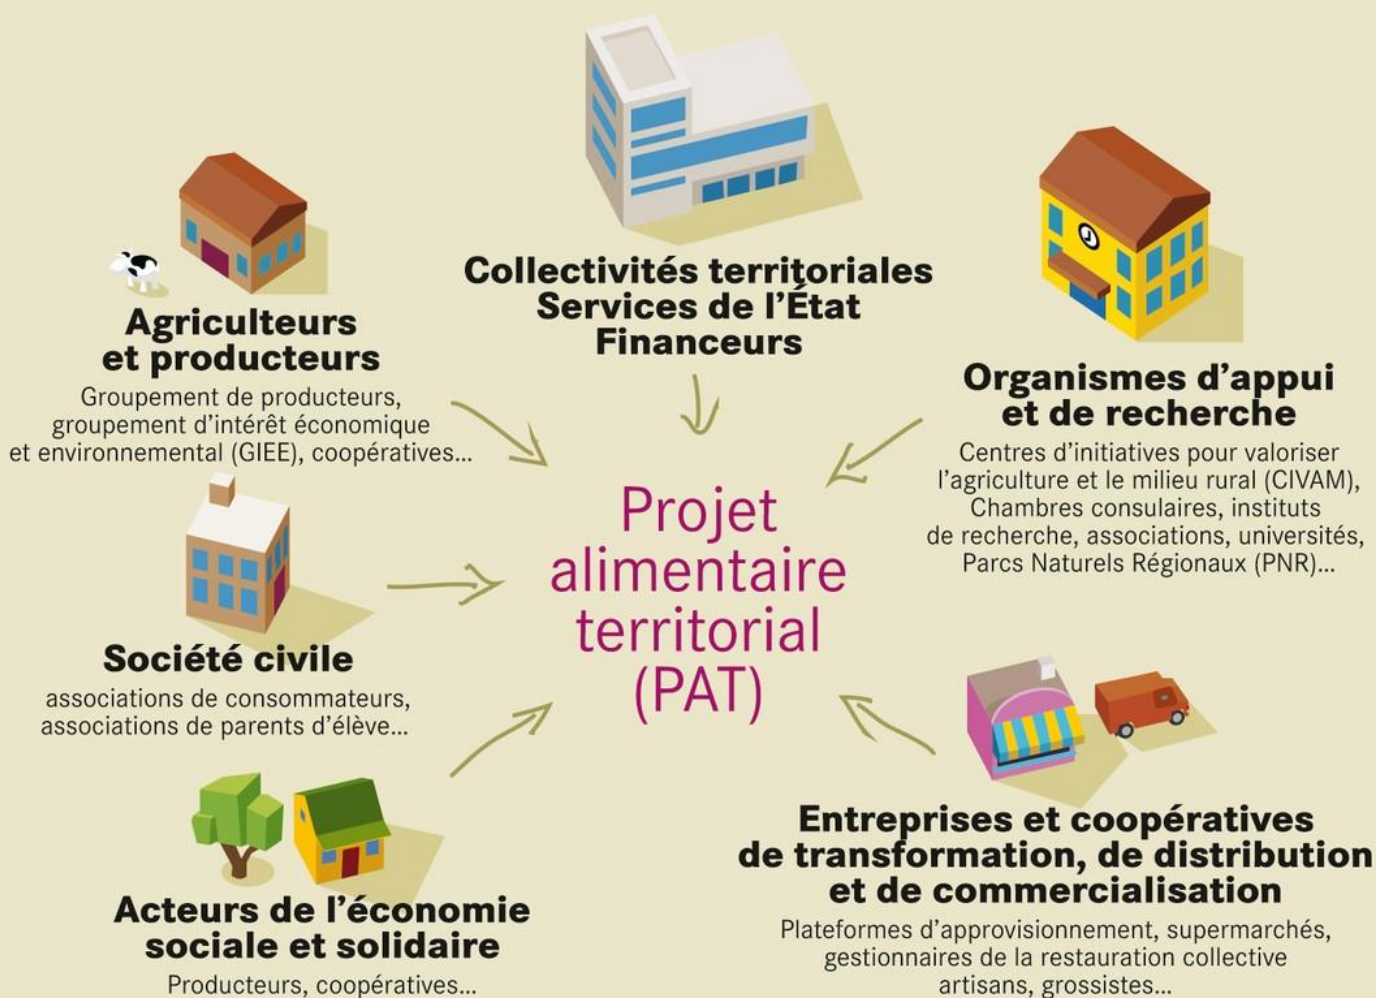 Collectivités territoriales
Services de l'État
Financeurs
Agriculteurs
et producteurs
Groupement de producteurs,
groupement d'intérêt économique
et environnemental (GIEE), coopératives...
Organismes d'appui
et de recherche
Centres d'initiatives pour valoriser
l'agriculture et le milieu rural (CIVAM),
Chambres consulaires, instituts
de recherche, associations, universités,
Parcs Naturels Régionaux (PNR)...
Projet
alimentaire
territorial
(PAT)
Société civile
associations de consommateurs,
associations de parents d'élève...
Acteurs de l'économie
sociale et solidaire
Producteurs, coopératives...
Entreprises et coopératives
de transformation, de distribution
et de commercialisation
Plateformes d'approvisionnement, supermarchés,
gestionnaires de la restauration collective
artisans, grossistes...